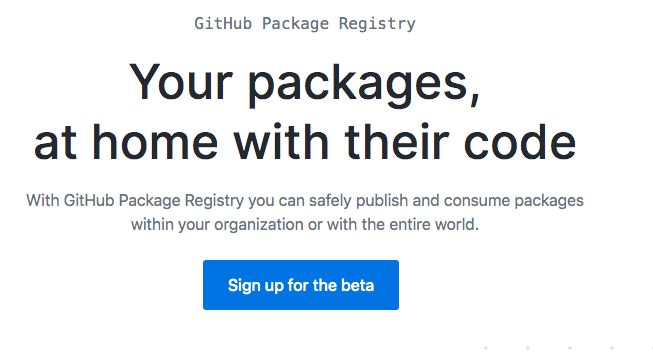 GitHub Package Registry
Your packages,
at home with their code
With GitHub Package Registry you can safely publish and consume packages
within your organization or with the entire world.
Sign up for the beta